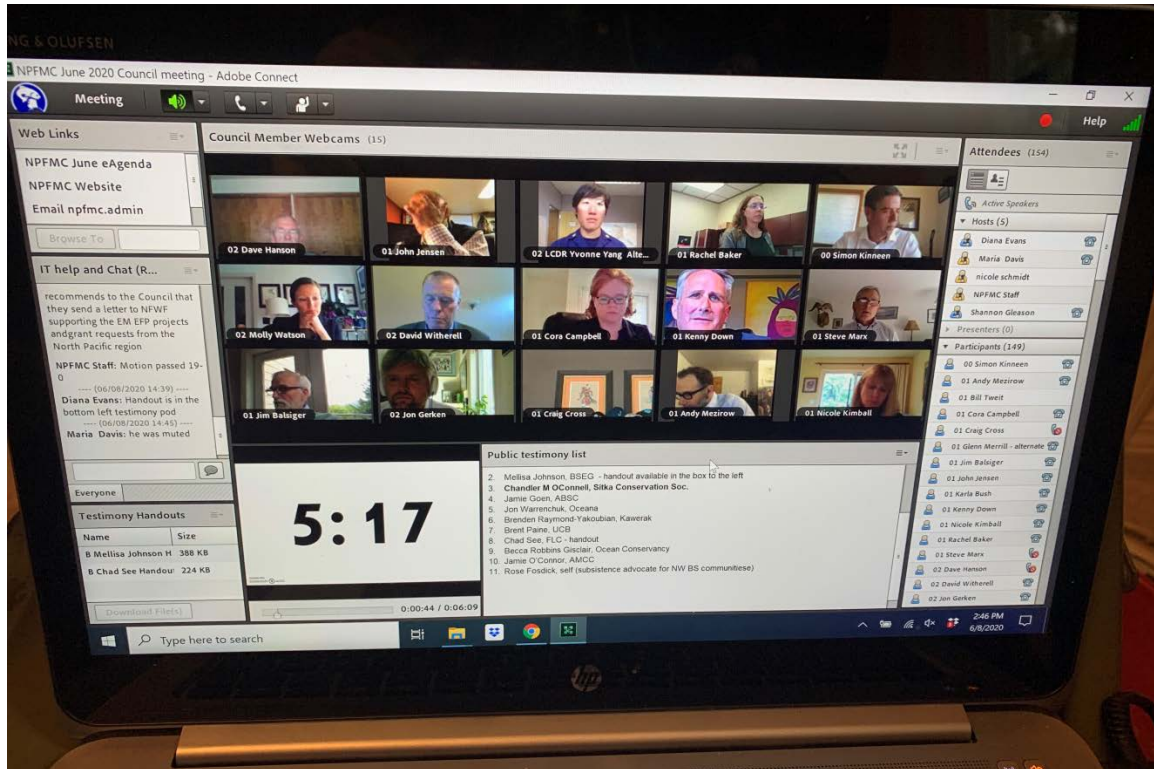 NG & OLUFSEN
NPFMC June 2020 Council meeting - Adobe Connect
Meeting
Help
Web Links
NPFMC June eAgenda
NPFMC Website
Email npfmc.admin
Browse To
IT help and Chat (R...
recommends to the Council that
they send a letter to NFWF
supporting the EM EFP projects
andgrant requests from the
North Pacific region
NPFMC Staff: Motion passed 19-
0
---- (06/08/2020 14:39) ----
Diana Evans: Handout is in the
bottom left testimony pod
---- (06/08/2020 14:45) ----
Maria Davis: he was muted
Everyone
Testimony Handouts
Name Size
B Mellisa Johnson H 388 KB
B Chad See Handou 224 KB
Download File(s)
Council Member Webcams (15)
02 Dave Hanson
01 John Jensen
02 LCDR Yvonne Yang Alte...
01 Rachel Baker
00 Simon Kinneen
02 Molly Watson
02 David Witherell
01 Cora Campbell
01 Kenny Down
01 Steve Marx
01 Jim Balsiger
02 Jon Gerken
01 Craig Cross
01 Andy Mezirow
01 Nicole Kimball
5:17
0:00:44 / 0:06:09
Public testimony list
2. Mellisa Johnson, BSEG - handout available in the box to the left
3. Chandler M OConnell, Sitka Conservation Soc.
4. Jamie Goen, ABSC
5. Jon Warrenchuk, Oceana
6. Brenden Raymond-Yakoubian, Kawerak
7. Brent Paine, UCB
8. Chad See, FLC - handout
9. Becca Robbins Gisclair, Ocean Conservancy
10. Jamie O'Connor, AMCC
11. Rose Fosdick, self (subsistence advocate for NW BS communitiese)
Attendees (154)
Active Speakers
Hosts (5)
Diana Evans
Maria Davis
nicole schmidt
NPFMC Staff
Shannon Gleason
Presenters (0)
Participants (149)
00 Simon Kinneen
01 Andy Mezirow
01 Bill Tweit
01 Cora Campbell
01 Craig Cross
01 Glenn Merrill - alternate
01 Jim Balsiger
01 John Jensen
01 Karla Bush
01 Kenny Down
01 Nicole Kimball
01 Rachel Baker
01 Steve Marx
02 Dave Hanson
02 David Witherell
02 Jon Gerken
Type here to search
2:46 PM
6/8/2020
hp